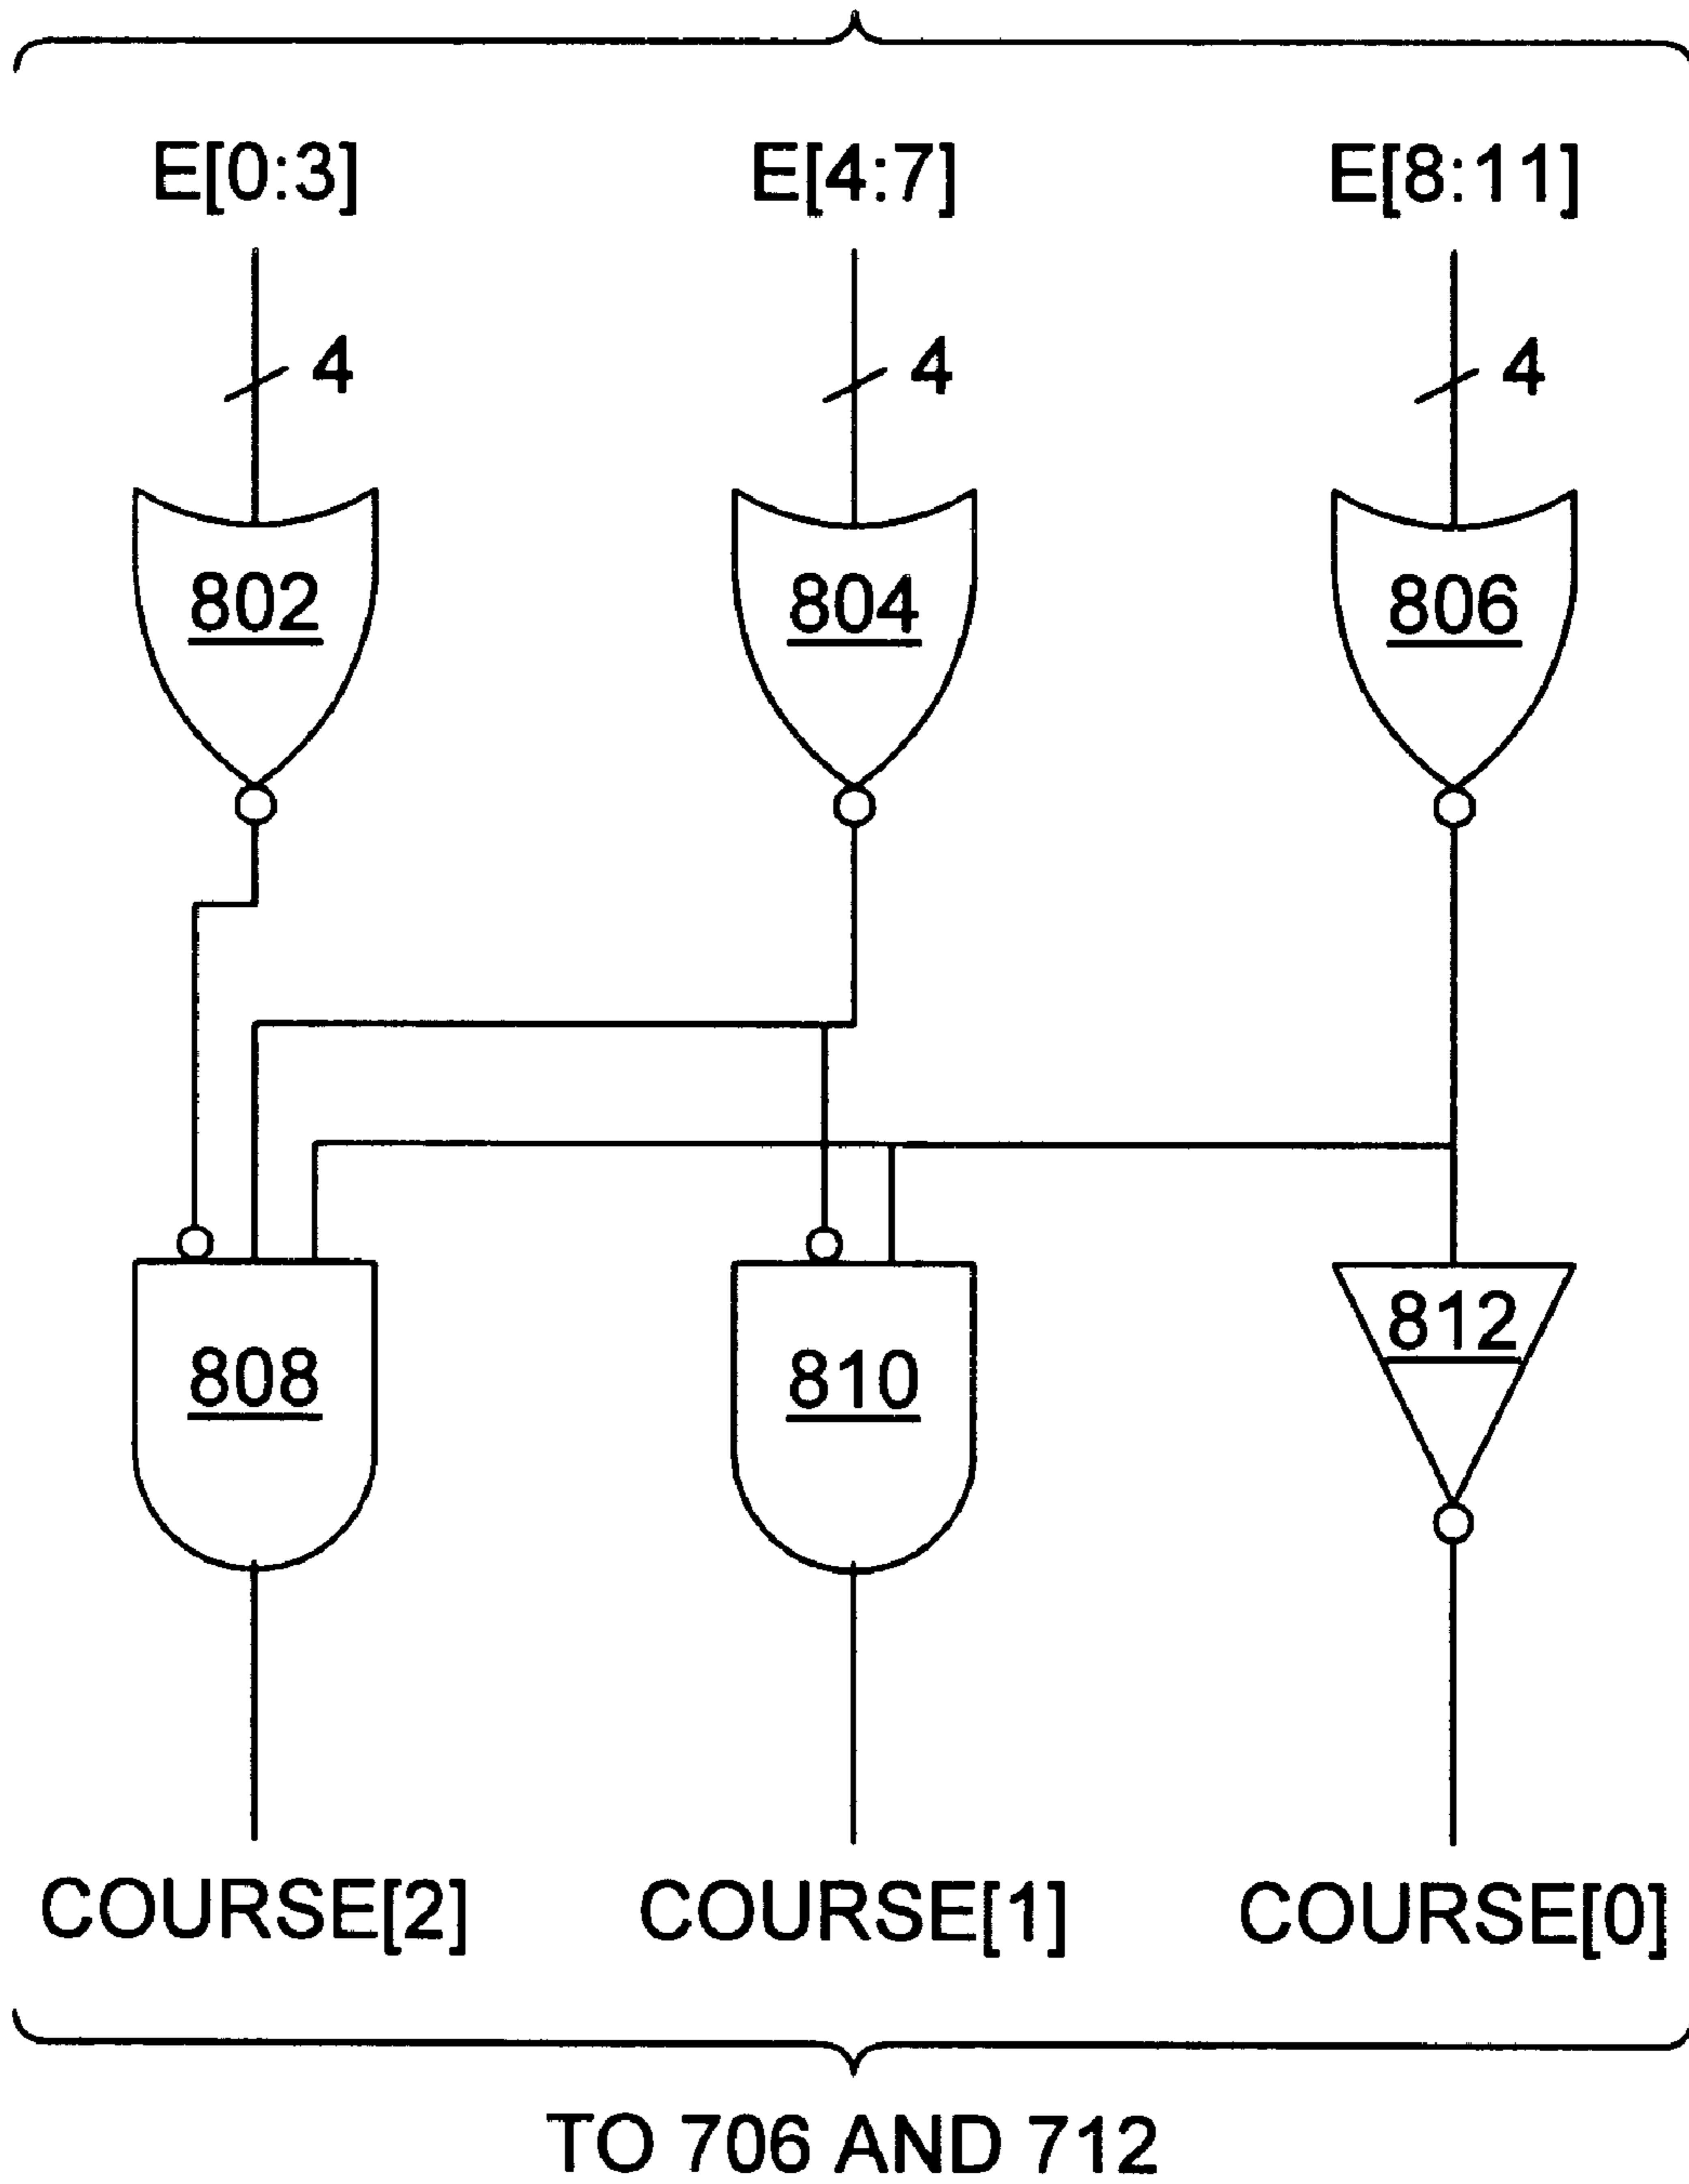 E[0:3] E[4:7] E[8:11]
4 4 4
802 804 806
812
808 810
COURSE[2] COURSE[1] COURSE[0]
TO 706 AND 712